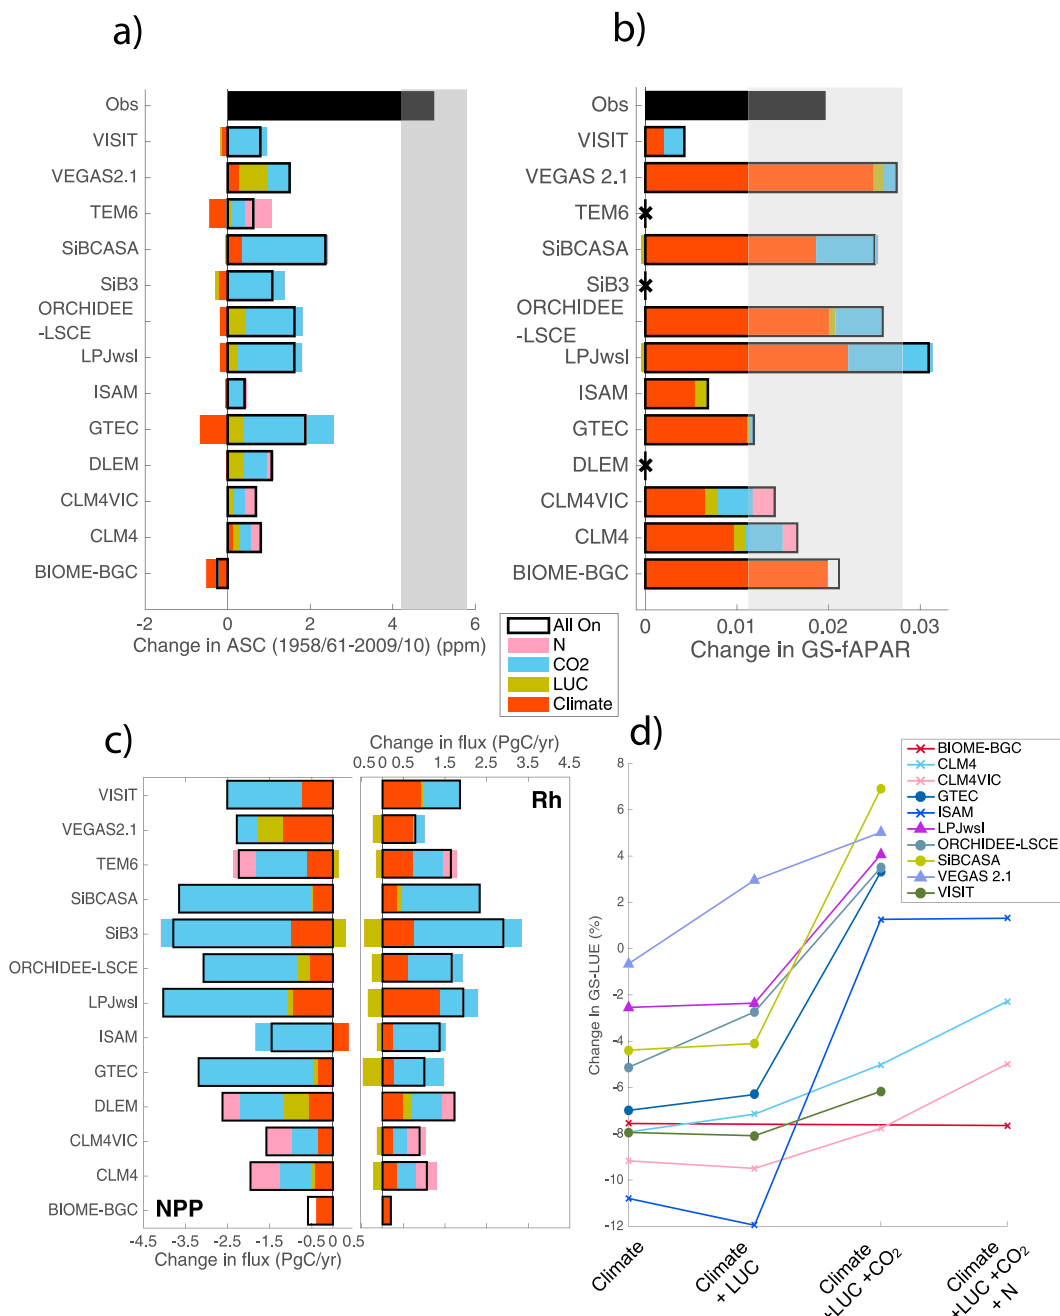 a)
Obs
VISIT
VEGAS2.1
TEM6
SiBCASA
SiB3
ORCHIDEE
-LSCE
LPJwsl
ISAM
GTEC
DLEM
CLM4VIC
CLM4
BIOME-BGC
-2 0 2 4 6
Change in ASC (1958/61-2009/10) (ppm)
b)
Obs
VISIT
VEGAS 2.1
TEM6
SiBCASA
SiB3
ORCHIDEE
-LSCE
LPJwsl
ISAM
GTEC
DLEM
CLM4VIC
CLM4
BIOME-BGC
0 0.01 0.02 0.03
Change in GS-fAPAR
All On
N
CO2
LUC
Climate
c)
Change in flux (PgC/yr)
0.5 0.5 1.5 2.5 3.5 4.5
Rh
VISIT
VEGAS2.1
TEM6
SiBCASA
SiB3
ORCHIDEE-LSCE
LPJwsl
ISAM
GTEC
DLEM
CLM4VIC
CLM4
BIOME-BGC
NPP
-4.5 -3.5 -2.5 -1.5 -0.5 0.5
Change in flux (PgC/yr)
d)
BIOME-BGC
CLM4
CLM4VIC
GTEC
ISAM
LPJwsl
ORCHIDEE-LSCE
SiBCASA
VEGAS 2.1
VISIT
8
6
4
2
0
-2
-4
-6
-8
-10
-12
Change In GS-LUE (%)
Climate
Climate
+ LUC
Climate
+LUC +CO2
Climate
+LUC +CO2
+ N